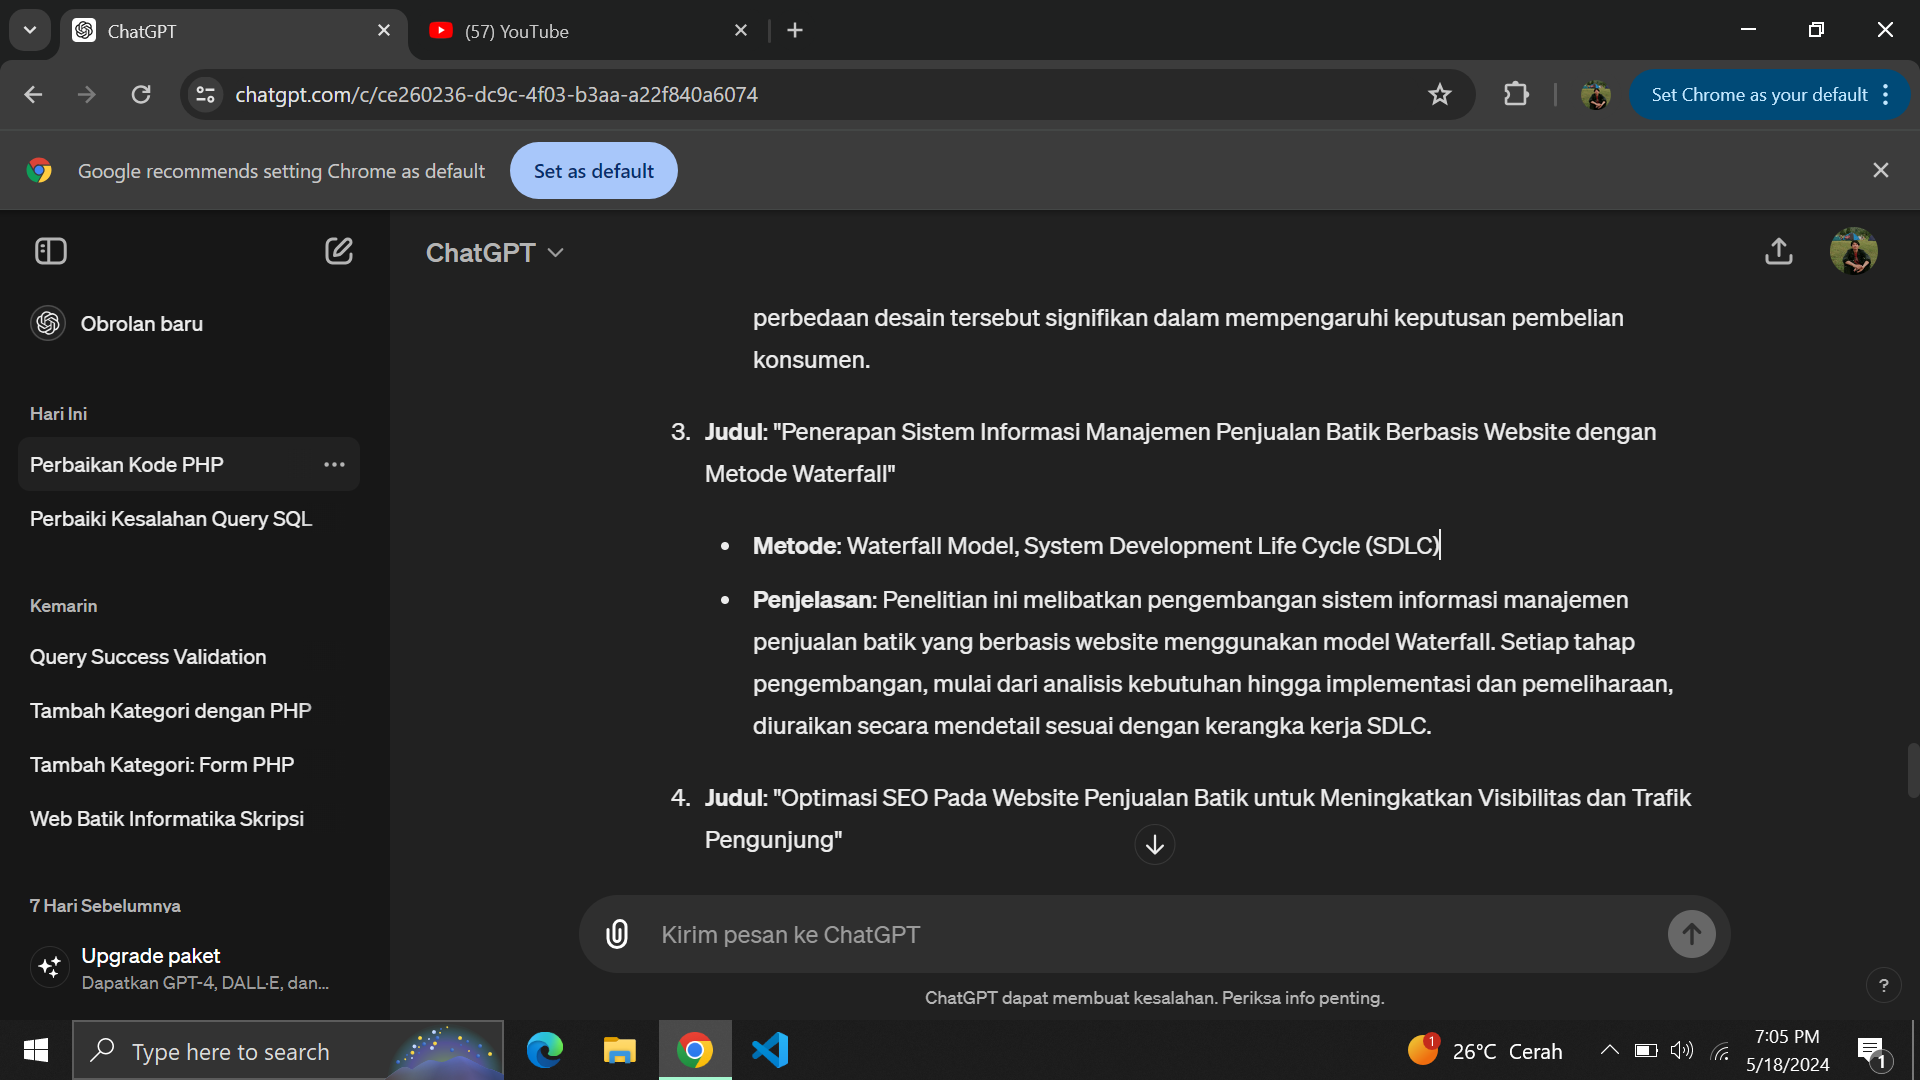 ChatGPT
(57) YouTube
chatgpt.com/c/ce260236-dc9c-4f03-b3aa-a22f840a6074
Set Chrome as your default
Google recommends setting Chrome as default
Set as default
ChatGPT
Obrolan baru
Hari Ini
Perbaikan Kode PHP
Perbaiki Kesalahan Query SQL
Kemarin
Query Success Validation
Tambah Kategori dengan PHP
Tambah Kategori: Form PHP
Web Batik Informatika Skripsi
7 Hari Sebelumnya
Upgrade paket
Dapatkan GPT-4, DALL·E, dan...
perbedaan desain tersebut signifikan dalam mempengaruhi keputusan pembelian
konsumen.
3. Judul: "Penerapan Sistem Informasi Manajemen Penjualan Batik Berbasis Website dengan
Metode Waterfall"
• Metode: Waterfall Model, System Development Life Cycle (SDLC)
• Penjelasan: Penelitian ini melibatkan pengembangan sistem informasi manajemen
penjualan batik yang berbasis website menggunakan model Waterfall. Setiap tahap
pengembangan, mulai dari analisis kebutuhan hingga implementasi dan pemeliharaan,
diuraikan secara mendetail sesuai dengan kerangka kerja SDLC.
4. Judul: "Optimasi SEO Pada Website Penjualan Batik untuk Meningkatkan Visibilitas dan Trafik
Pengunjung"
Kirim pesan ke ChatGPT
ChatGPT dapat membuat kesalahan. Periksa info penting.
?
Type here to search
1
26°C Cerah
7:05 PM
5/18/2024
1